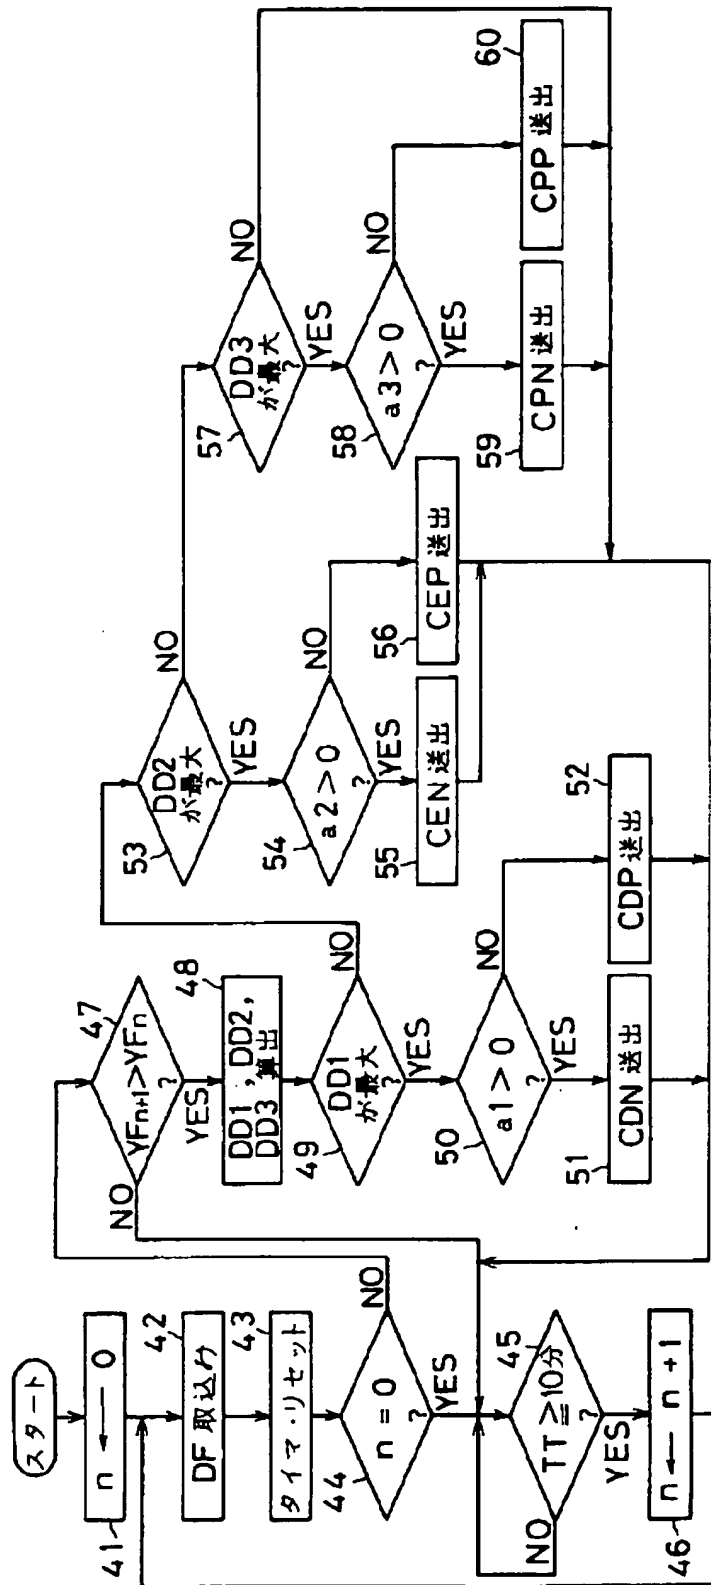 スタート
41
n ← 0
42
DF 取込み
43
タイマ・リセット
44
n = 0
?
NO
YES
45
TT ≧ 10分
?
NO
YES
46
n ← n + 1
47
YFn+1 > YFn
?
NO
YES
48
DD1, DD2,
DD3 算出
49
DD1
が最大
?
NO
YES
50
a1 > 0
?
NO
YES
51
CDN 送出
52
CDP 送出
53
DD2
が最大
?
NO
YES
54
a2 > 0
?
NO
YES
55
CEN 送出
56
CEP 送出
57
DD3
が最大
?
NO
YES
58
a3 > 0
?
NO
YES
59
CPN 送出
60
CPP 送出